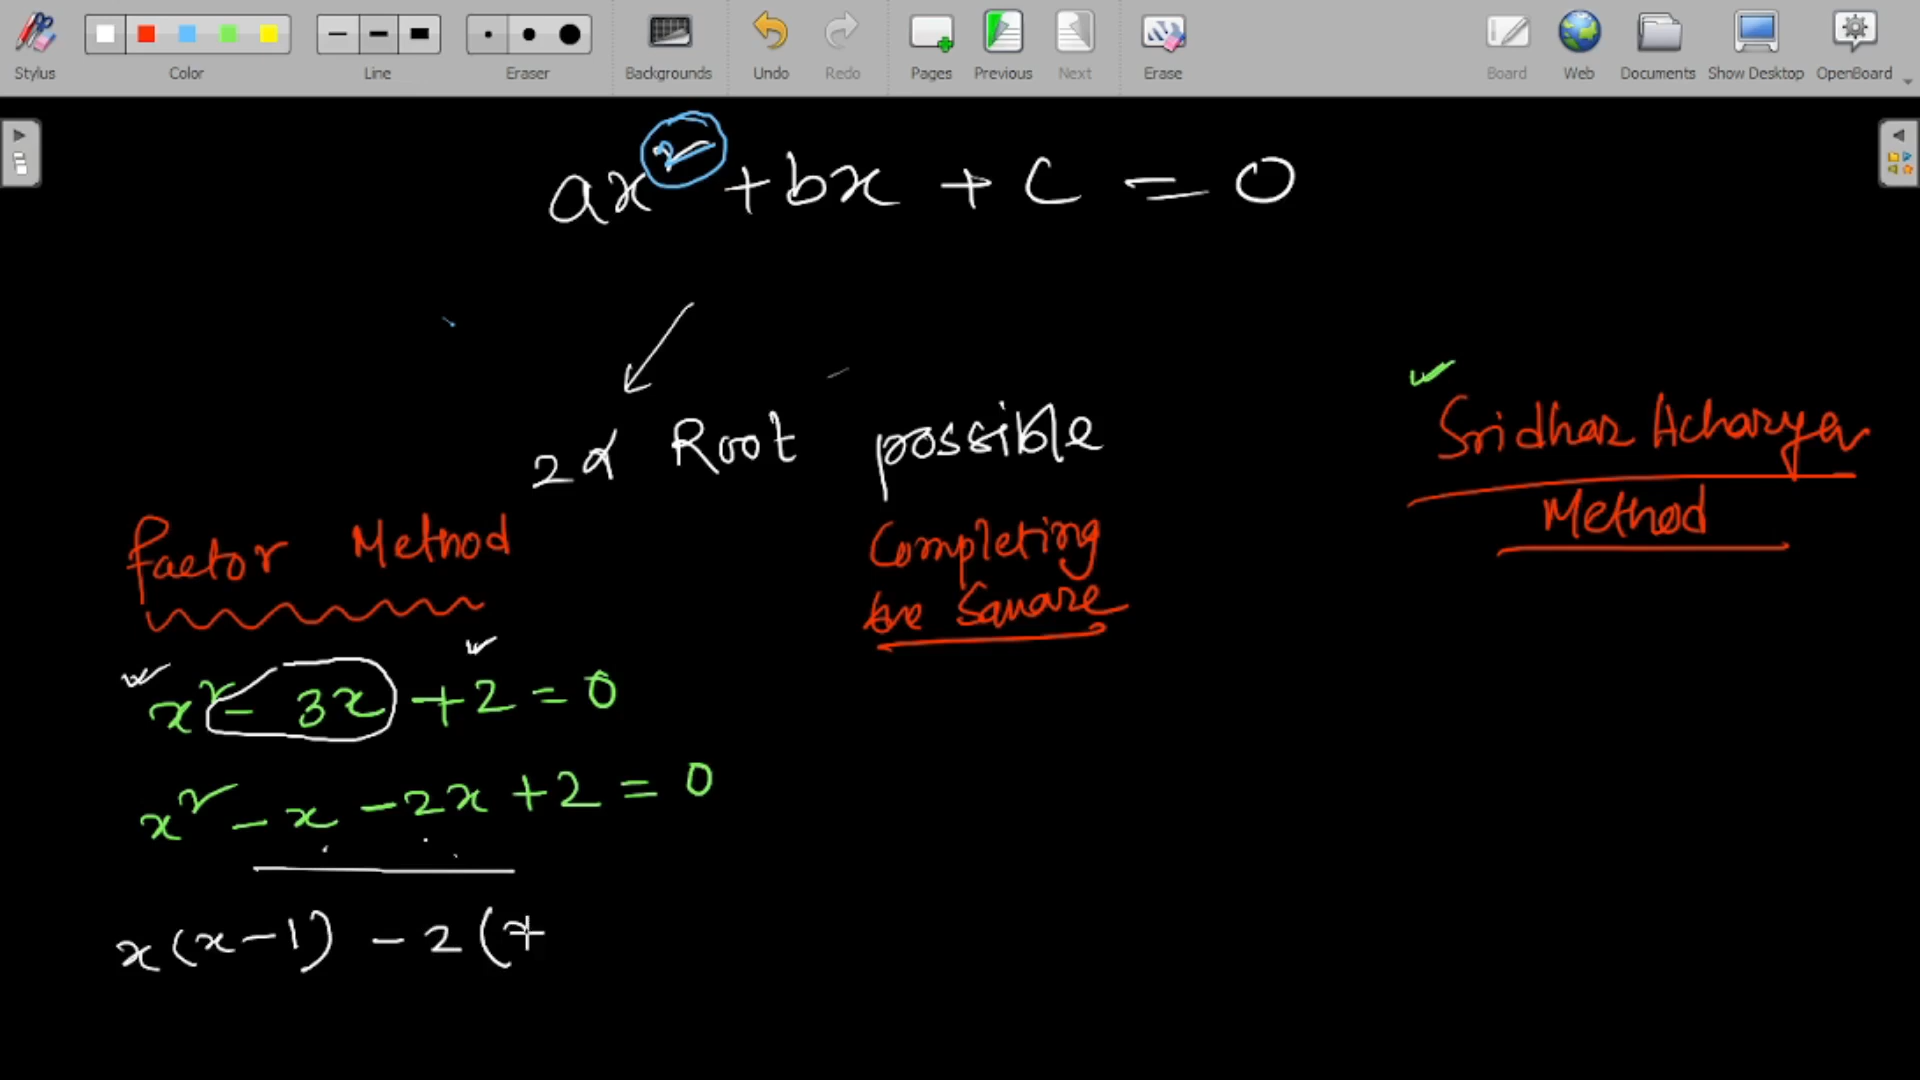 Stylus Color Line Eraser Backgrounds Undo Redo Pages Previous Next Erase Board Web Documents Show Desktop OpenBoard
ax² + bx + c = 0
2 Root possible
Sridhar Acharya
Method
factor Method
Completing
the Square
x² - 3x + 2 = 0
x² - x - 2x + 2 = 0
x(x-1) - 2(x